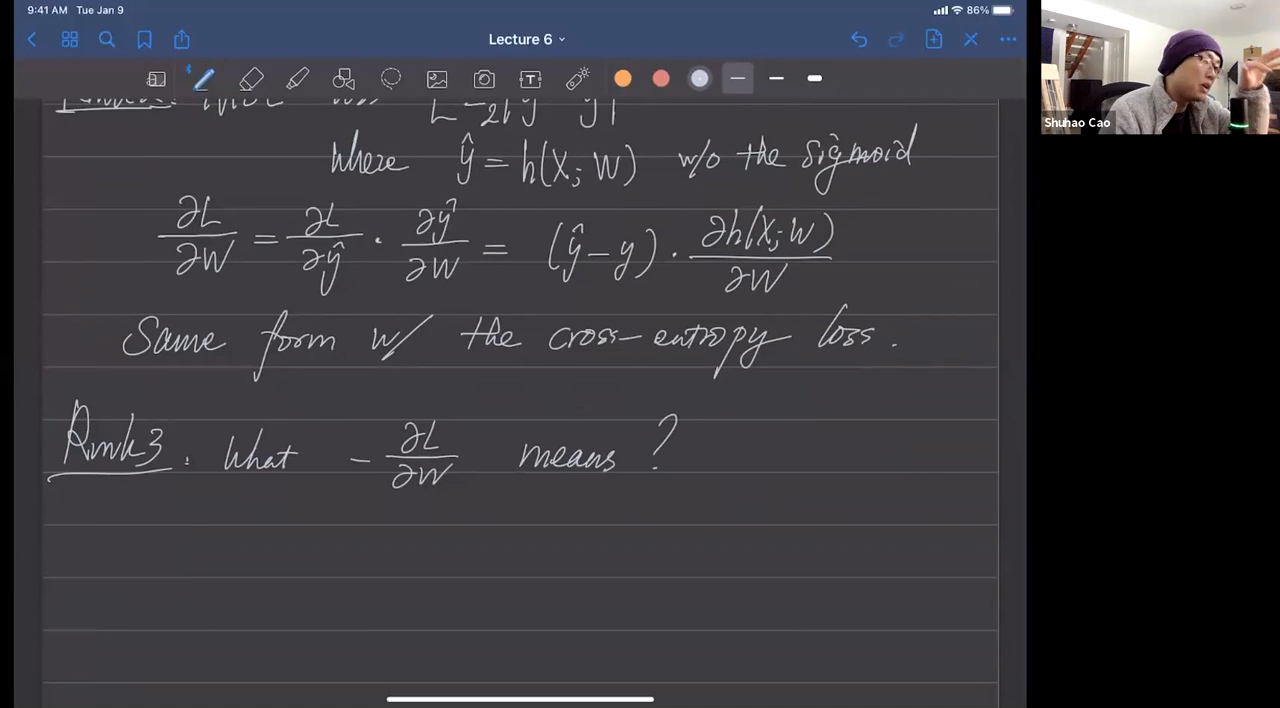 9:41 AM Tue Jan 9
86%
Lecture 6
Shuhao Cao
where ŷ = h(X; W) w/o the sigmoid
∂L/∂W = ∂L/∂ŷ · ∂ŷ/∂W = (ŷ − y) · ∂h(X; W)/∂W
Same form w/ the cross-entropy loss.
Rmk3: What −∂L/∂W means?